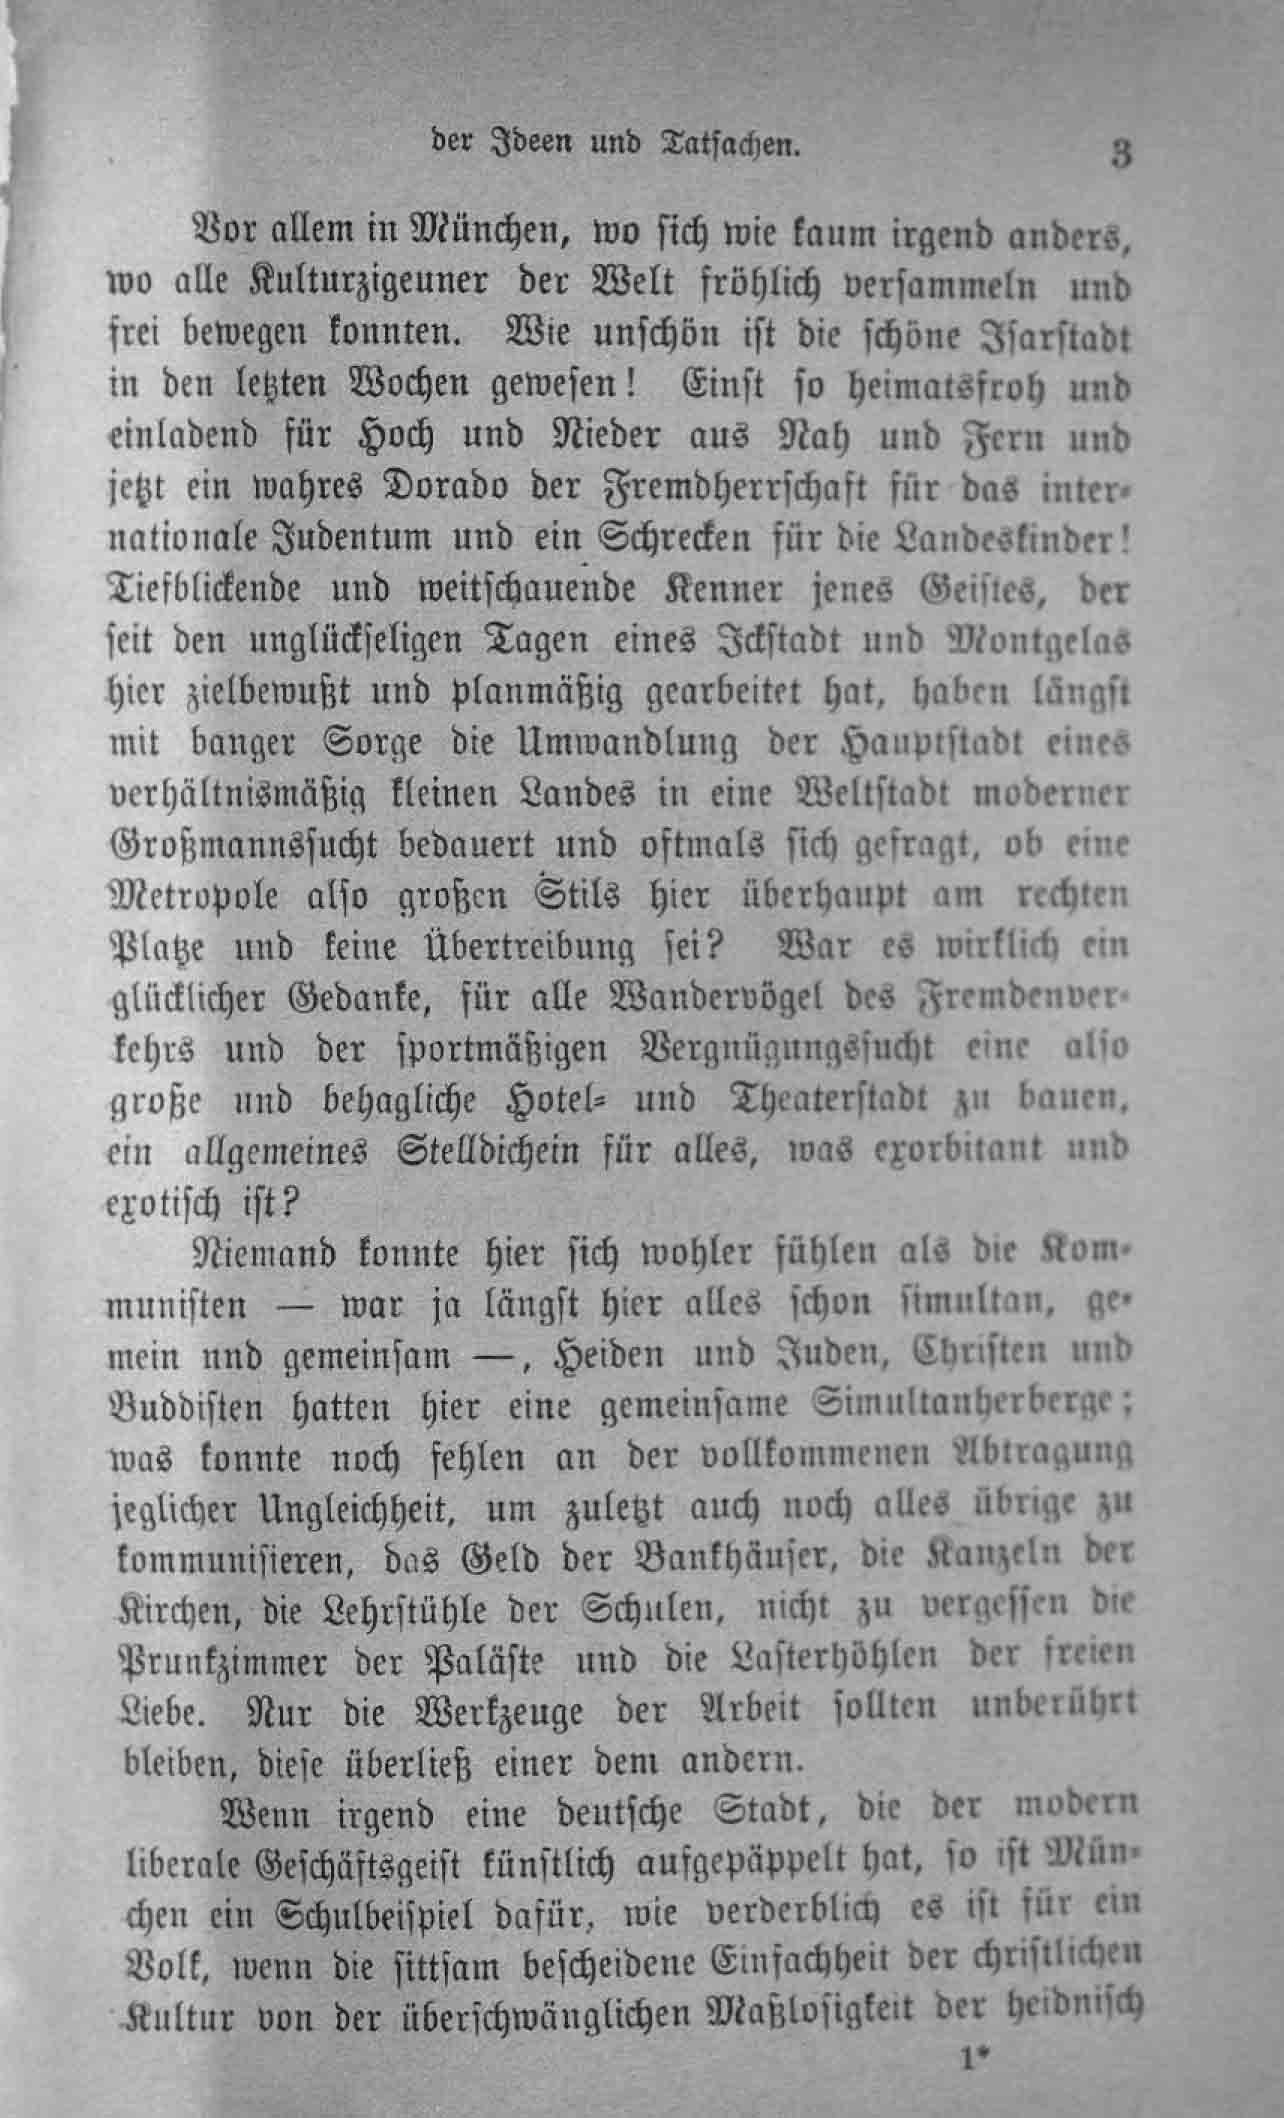 der Ideen und Tatsachen.
3
Vor allem in München, wo sich wie kaum irgend anders,
wo alle Kulturzigeuner der Welt fröhlich versammeln und
frei bewegen konnten. Wie unschön ist die schöne Isarstadt
in den letzten Wochen gewesen! Einst so heimatsfroh und
einladend für Hoch und Nieder aus Nah und Fern und
jetzt ein wahres Dorado der Fremdherrschaft für das inter-
nationale Judentum und ein Schrecken für die Landeskinder!
Tiefblickende und weitschauende Kenner jenes Geistes, der
seit den unglückseligen Tagen eines Ickstadt und Montgelas
hier zielbewußt und planmäßig gearbeitet hat, haben längst
mit banger Sorge die Umwandlung der Hauptstadt eines
verhältnismäßig kleinen Landes in eine Weltstadt moderner
Großmannssucht bedauert und oftmals sich gefragt, ob eine
Metropole also großen Stils hier überhaupt am rechten
Platze und keine Übertreibung sei? War es wirklich ein
glücklicher Gedanke, für alle Wandervögel des Fremdenver-
kehrs und der sportmäßigen Vergnügungssucht eine also
große und behagliche Hotel- und Theaterstadt zu bauen,
ein allgemeines Stelldichein für alles, was exorbitant und
exotisch ist?
Niemand konnte hier sich wohler fühlen als die Kom-
munisten — war ja längst hier alles schon simultan, ge-
mein und gemeinsam —, Heiden und Juden, Christen und
Buddisten hatten hier eine gemeinsame Simultanherberge;
was konnte noch fehlen an der vollkommenen Abtragung
jeglicher Ungleichheit, um zuletzt auch noch alles übrige zu
kommunisieren, das Geld der Bankhäuser, die Kanzeln der
Kirchen, die Lehrstühle der Schulen, nicht zu vergessen die
Prunkzimmer der Paläste und die Lasterhöhlen der freien
Liebe. Nur die Werkzeuge der Arbeit sollten unberührt
bleiben, diese überließ einer dem andern.
Wenn irgend eine deutsche Stadt, die der modern
liberale Geschäftsgeist künstlich aufgepäppelt hat, so ist Mün-
chen ein Schulbeispiel dafür, wie verderblich es ist für ein
Volk, wenn die sittsam bescheidene Einfachheit der christlichen
Kultur von der überschwänglichen Maßlosigkeit der heidnisch
1*